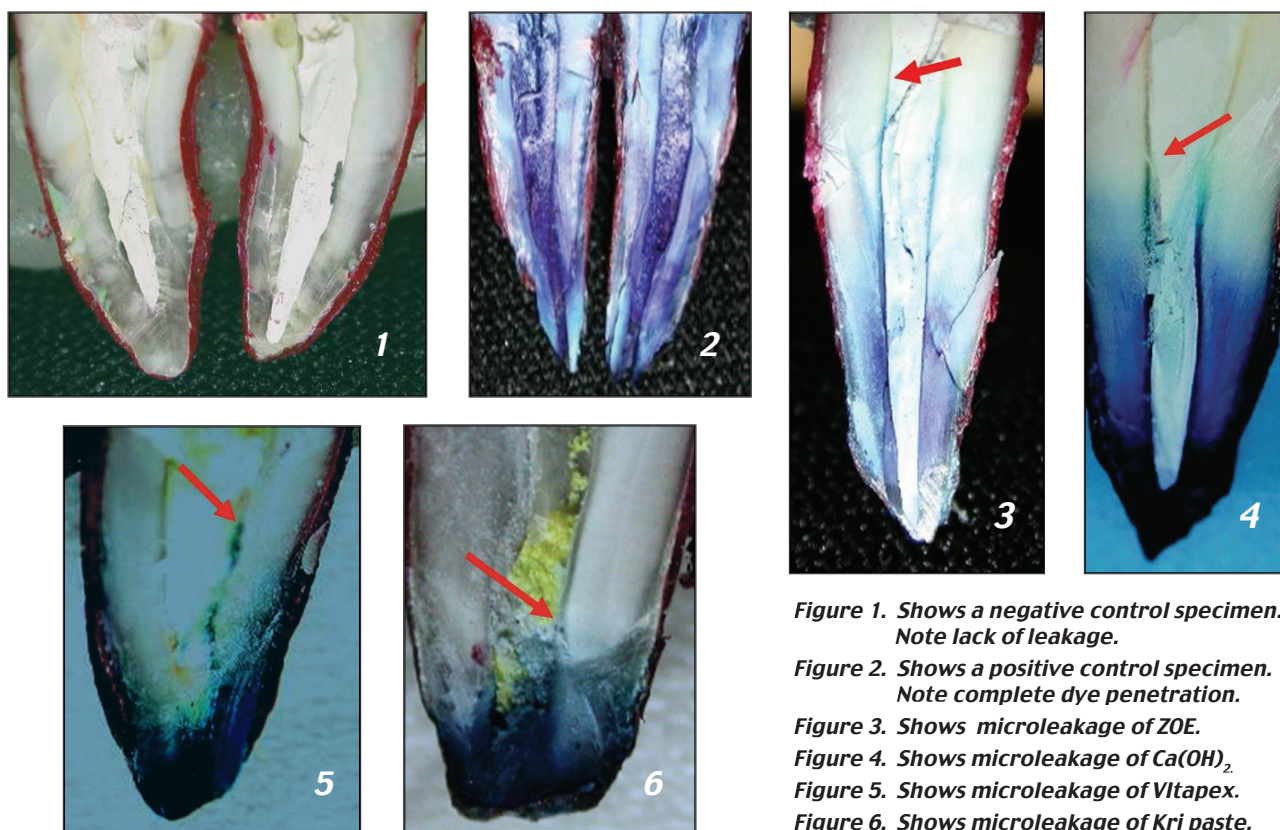 1
2
3
4
5
6
Figure 1. Shows a negative control specimen.
Note lack of leakage.
Figure 2. Shows a positive control specimen.
Note complete dye penetration.
Figure 3. Shows microleakage of ZOE.
Figure 4. Shows microleakage of Ca(OH)2.
Figure 5. Shows microleakage of VItapex.
Figure 6. Shows microleakage of Kri paste.